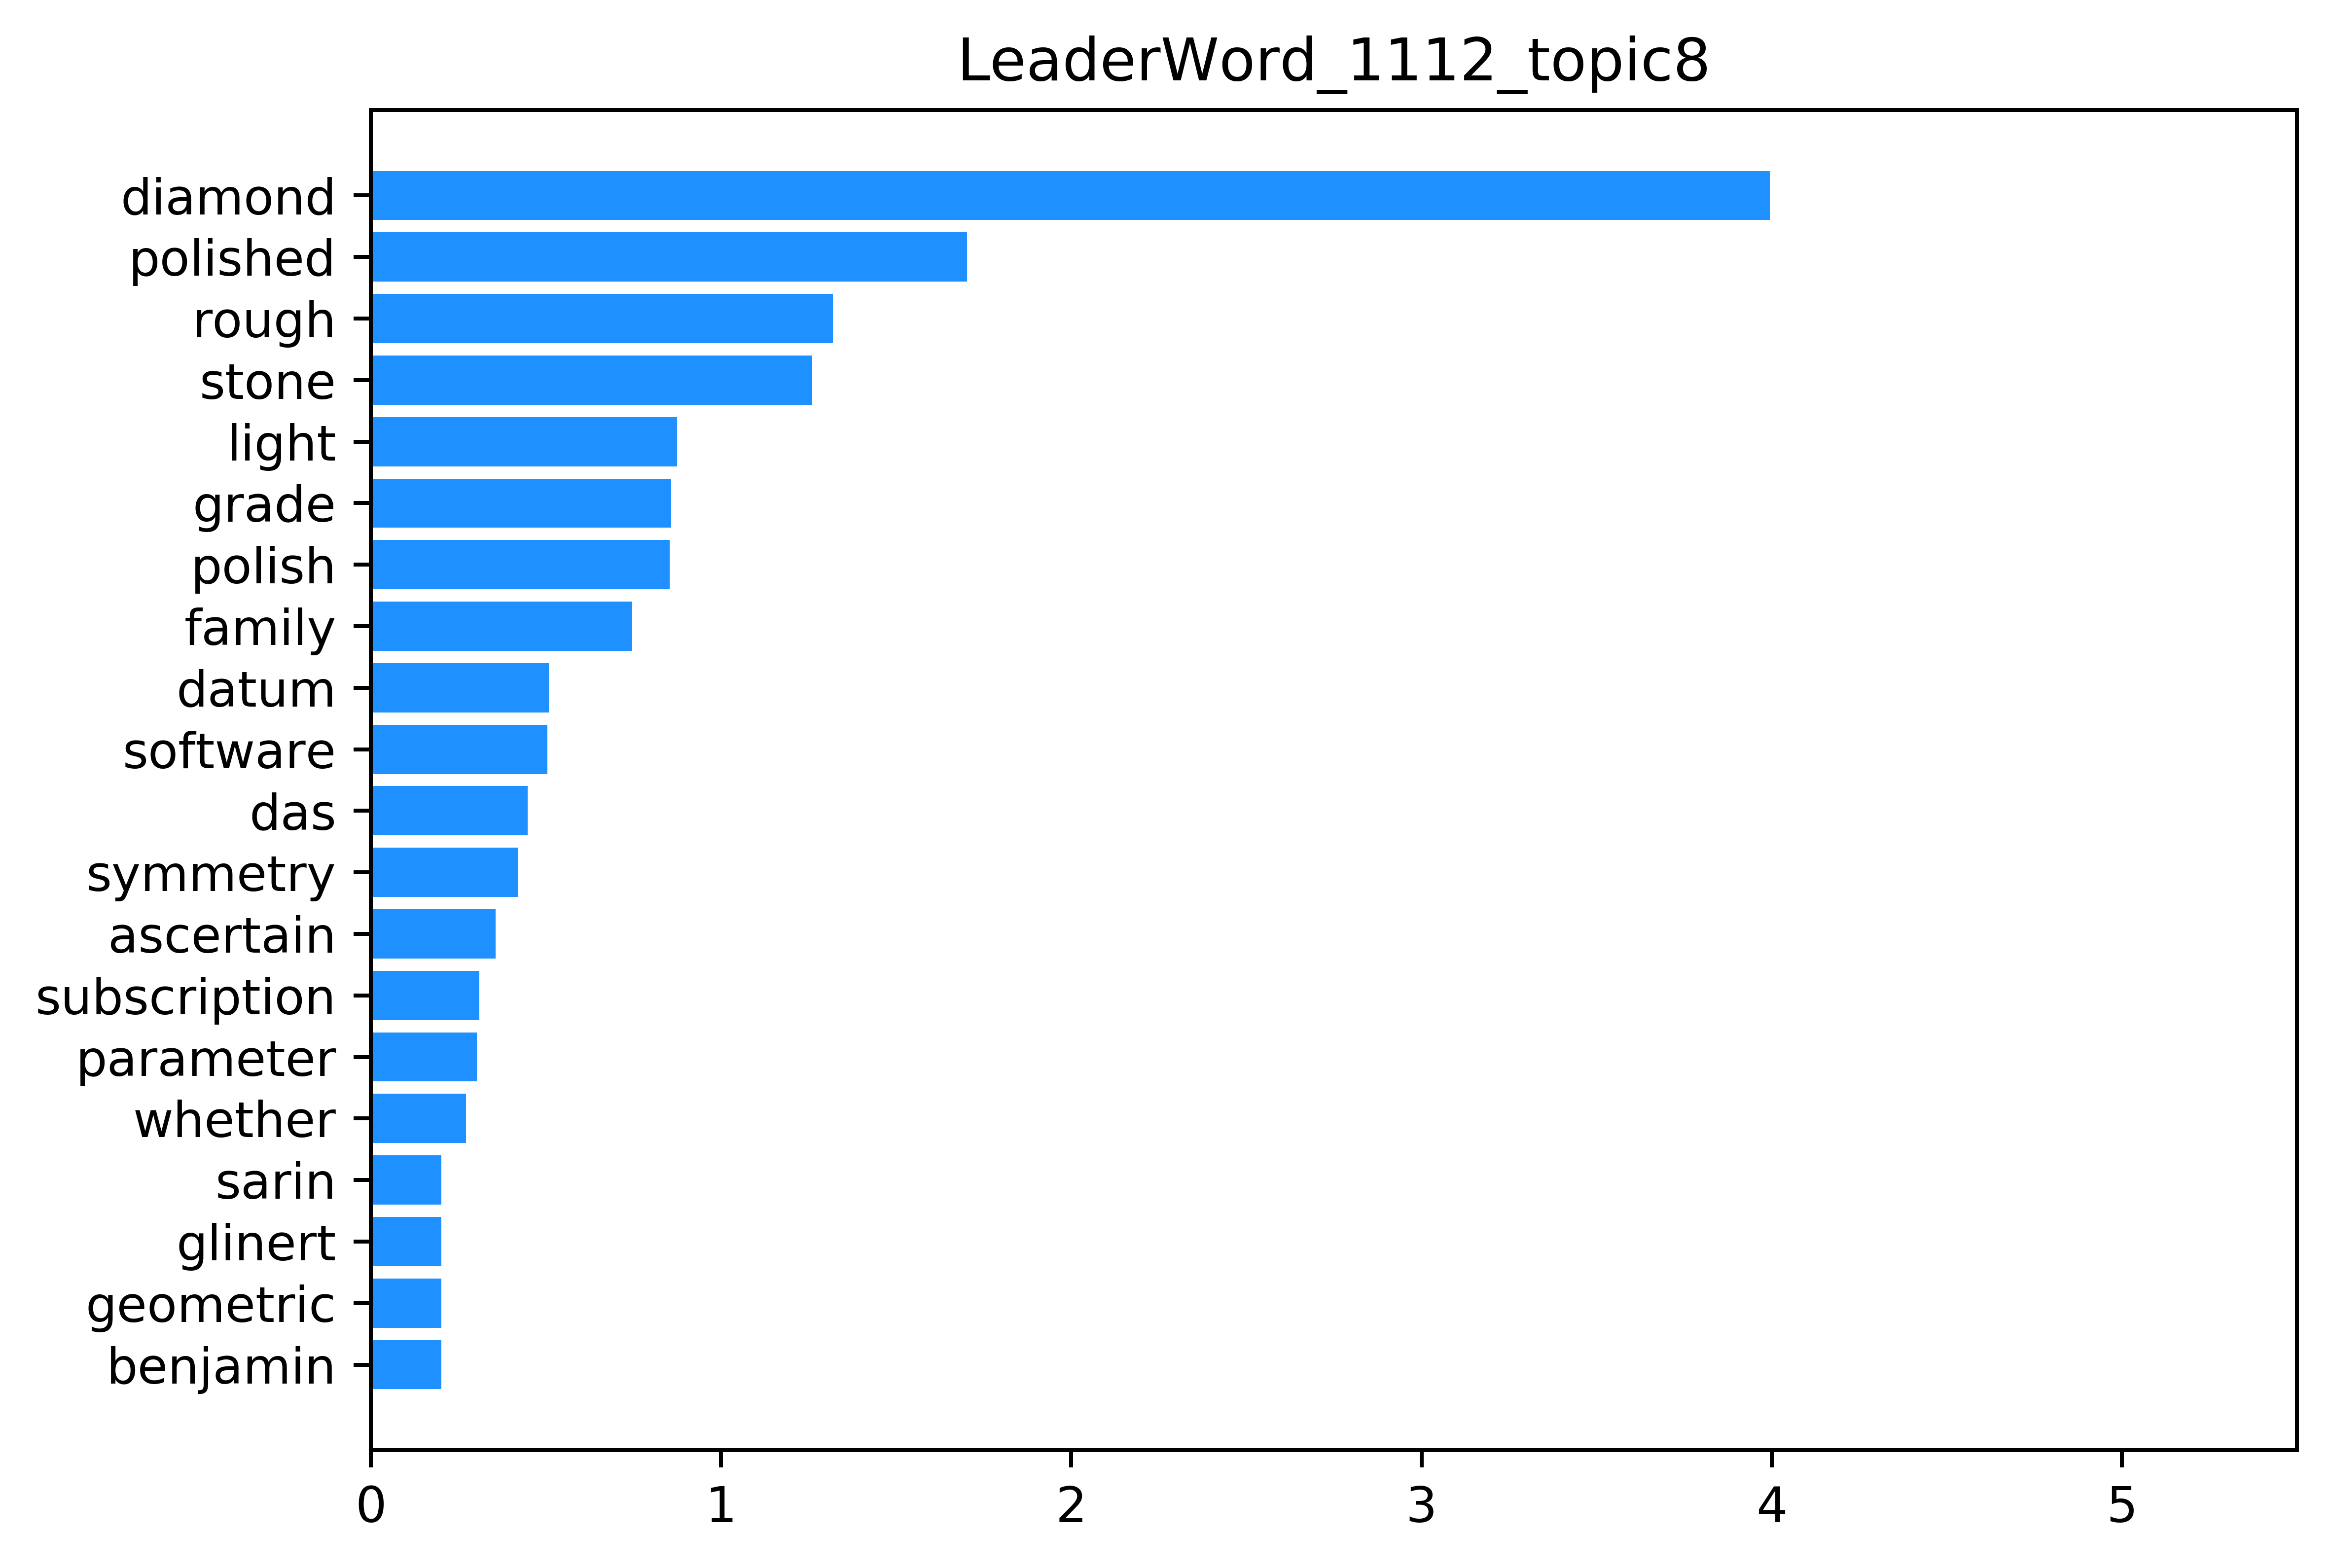 LeaderWord_1112_topic8
diamond
polished
rough
stone
light
grade
polish
family
datum
software
das
symmetry
ascertain
subscription
parameter
whether
sarin
glinert
geometric
benjamin
0 1 2 3 4 5